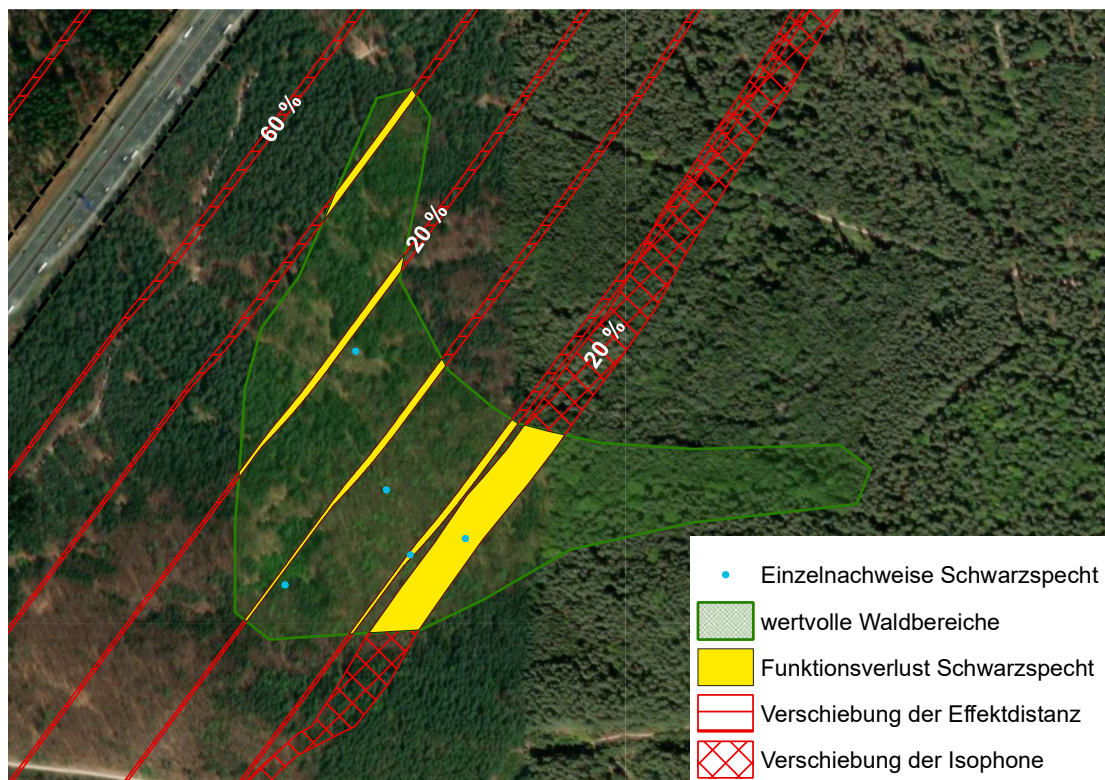 60 %
20 %
20 %
Einzelnachweise Schwarzspecht
wertvolle Waldbereiche
Funktionsverlust Schwarzspecht
Verschiebung der Effektdistanz
Verschiebung der Isophone